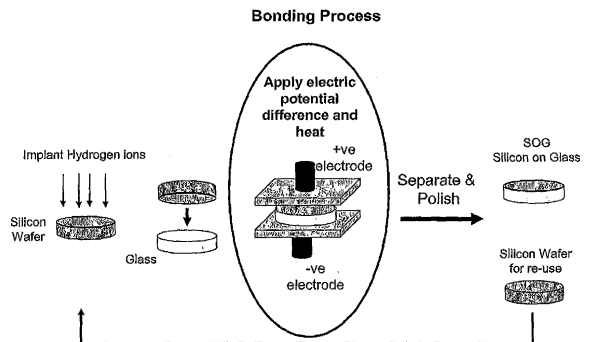 Bonding Process
Apply electric
potential
difference and
heat
+ve
electrode
-ve
electrode
Implant Hydrogen ions
Silicon
Wafer
Glass
Separate &
Polish
SOG
Silicon on Glass
Silicon Wafer
for re-use